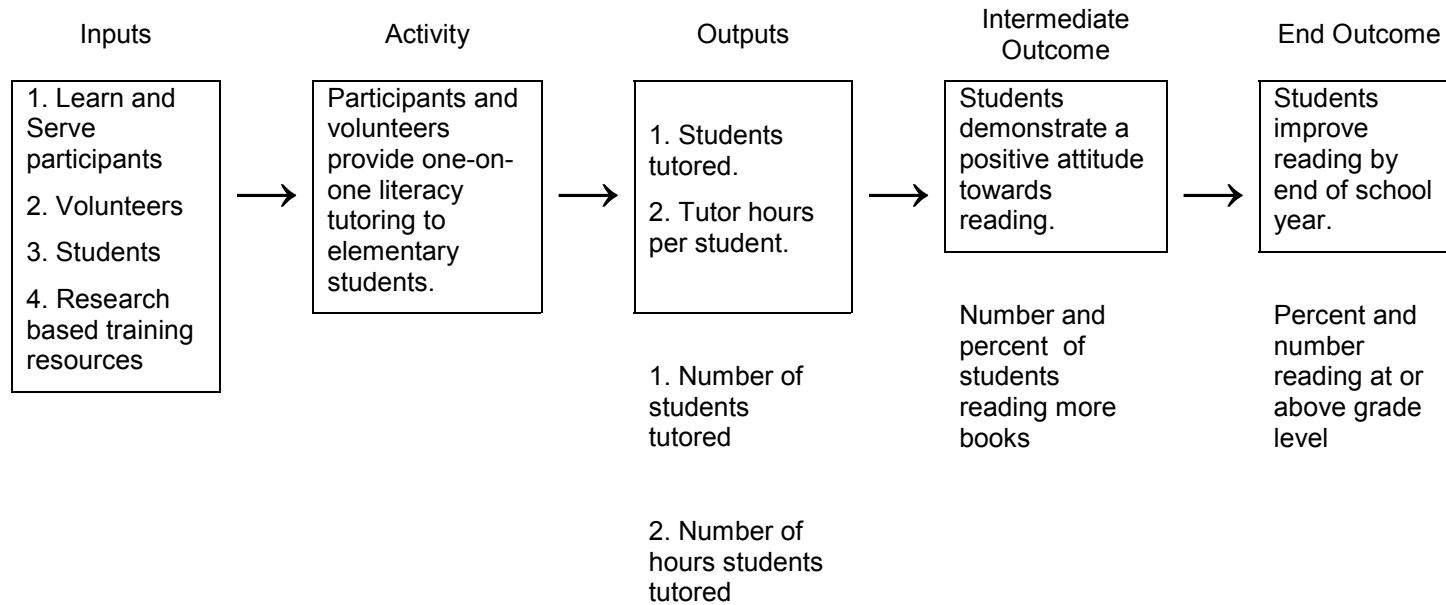 Inputs
Activity
Outputs
Intermediate
Outcome
End Outcome
1. Learn and
Serve
participants
2. Volunteers
3. Students
4. Research
based training
resources
Participants and
volunteers
provide one-on-
one literacy
tutoring to
elementary
students.
1. Students
tutored.
2. Tutor hours
per student.
Students
demonstrate a
positive attitude
towards
reading.
Students
improve
reading by
end of school
year.
1. Number of
students
tutored
2. Number of
hours students
tutored
Number and
percent of
students
reading more
books
Percent and
number
reading at or
above grade
level